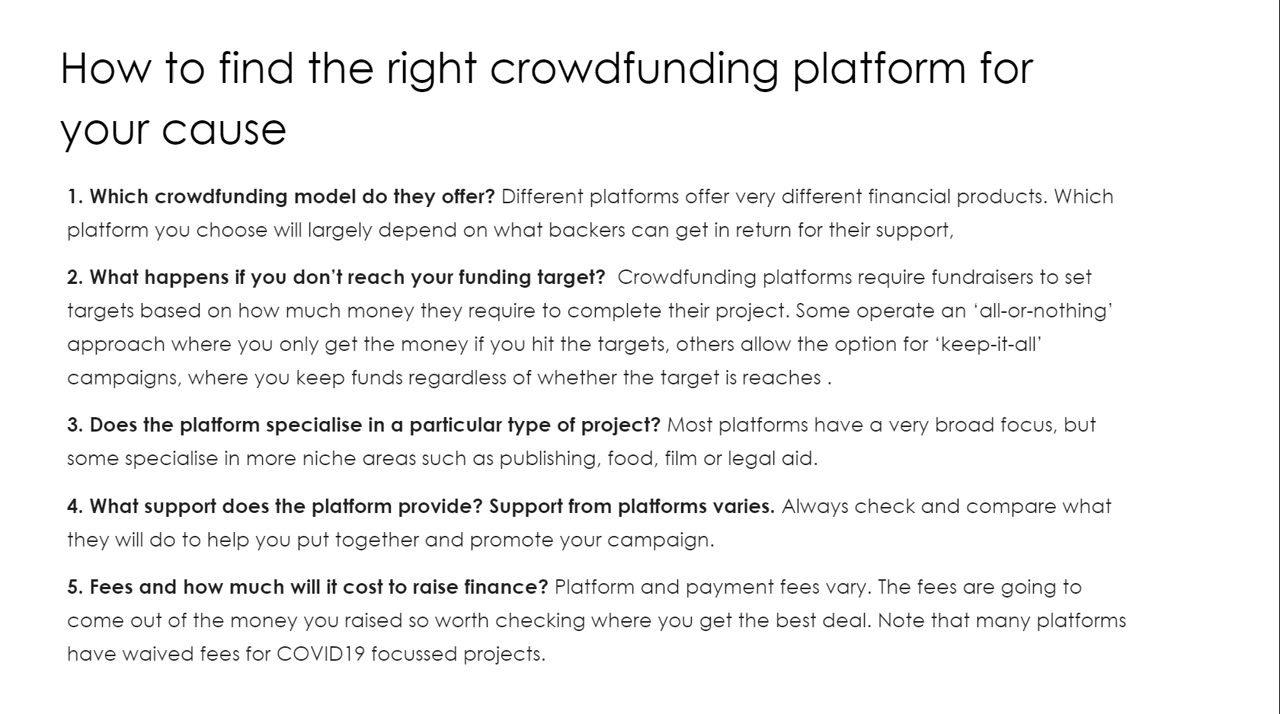 How to find the right crowdfunding platform for
your cause
1. Which crowdfunding model do they offer? Different platforms offer very different financial products. Which
platform you choose will largely depend on what backers can get in return for their support,
2. What happens if you don’t reach your funding target?  Crowdfunding platforms require fundraisers to set
targets based on how much money they require to complete their project. Some operate an ‘all-or-nothing’
approach where you only get the money if you hit the targets, others allow the option for ‘keep-it-all’
campaigns, where you keep funds regardless of whether the target is reaches .
3. Does the platform specialise in a particular type of project? Most platforms have a very broad focus, but
some specialise in more niche areas such as publishing, food, film or legal aid.
4. What support does the platform provide? Support from platforms varies. Always check and compare what
they will do to help you put together and promote your campaign.
5. Fees and how much will it cost to raise finance? Platform and payment fees vary. The fees are going to
come out of the money you raised so worth checking where you get the best deal. Note that many platforms
have waived fees for COVID19 focussed projects.